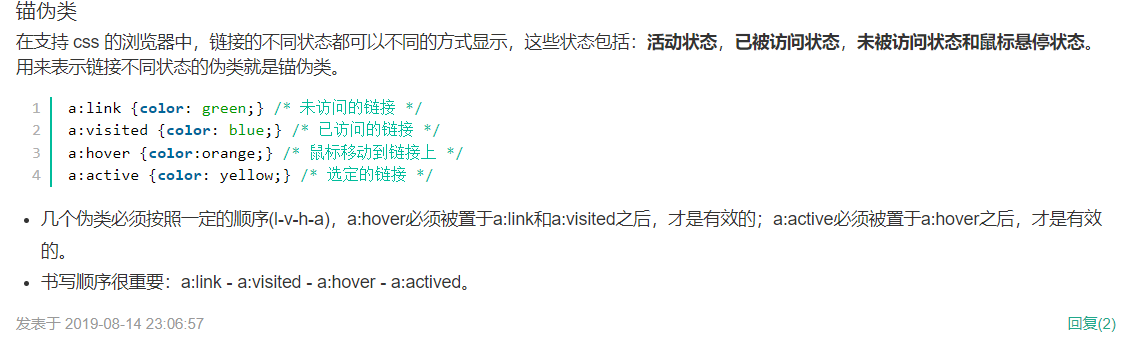 锚伪类
在支持 css 的浏览器中，链接的不同状态都可以不同的方式显示，这些状态包括：活动状态，已被访问状态，未被访问状态和鼠标悬停状态。
用来表示链接不同状态的伪类就是锚伪类。
1 a:link {color: green;} /* 未访问的链接 */
2 a:visited {color: blue;} /* 已访问的链接 */
3 a:hover {color:orange;} /* 鼠标移动到链接上 */
4 a:active {color: yellow;} /* 选定的链接 */
• 几个伪类必须按照一定的顺序(l-v-h-a)，a:hover必须被置于a:link和a:visited之后，才是有效的；a:active必须被置于a:hover之后，才是有效
的。
• 书写顺序很重要：a:link - a:visited - a:hover - a:actived。
发表于 2019-08-14 23:06:57 回复(2)